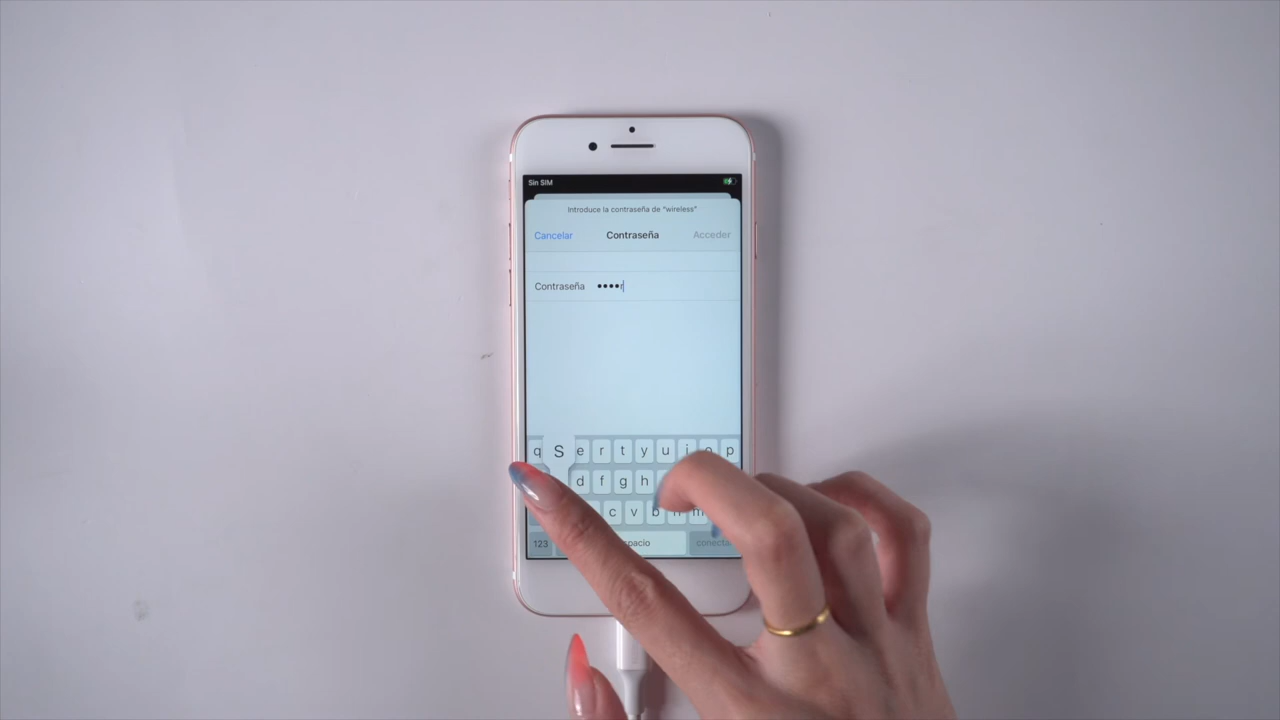 Sin SIM
Introduce la contraseña de “wireless”
Cancelar Contraseña Acceder
Contraseña ••••r
q S e r t y u i o p
d f g h
c v b n m
123